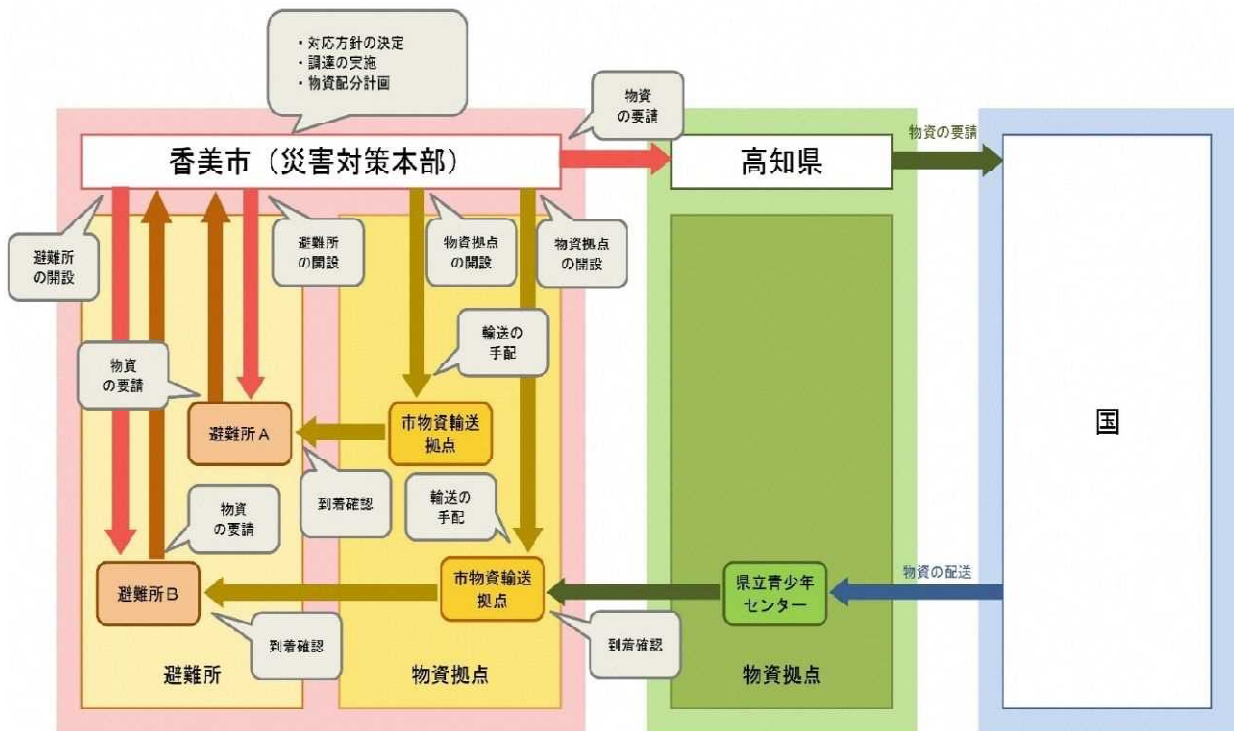 ・対応方針の決定
・調達の実施
・物資配分計画
物資
の要請
物資の要請
香美市（災害対策本部）
高知県
避難所
の開設
避難所
の開設
物資拠点
の開設
物資拠点
の開設
輸送の
手配
物資
の要請
避難所A
市物資輸送
拠点
国
到着確認
輸送の
手配
物資
の要請
避難所B
市物資輸送
拠点
県立青少年
センター
物資の配送
到着確認
到着確認
避難所
物資拠点
物資拠点